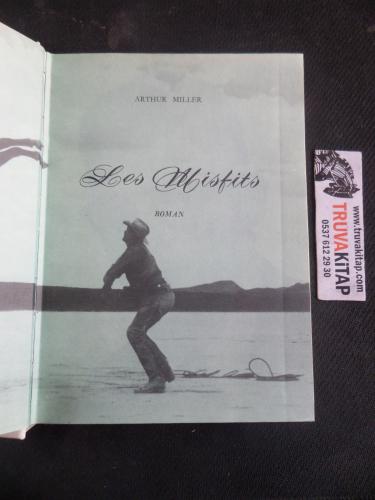 ARTHUR MILLER
Les Misfits
ROMAN
TRUVAKİTAP
www.truvakitap.com
0537 612 29 30